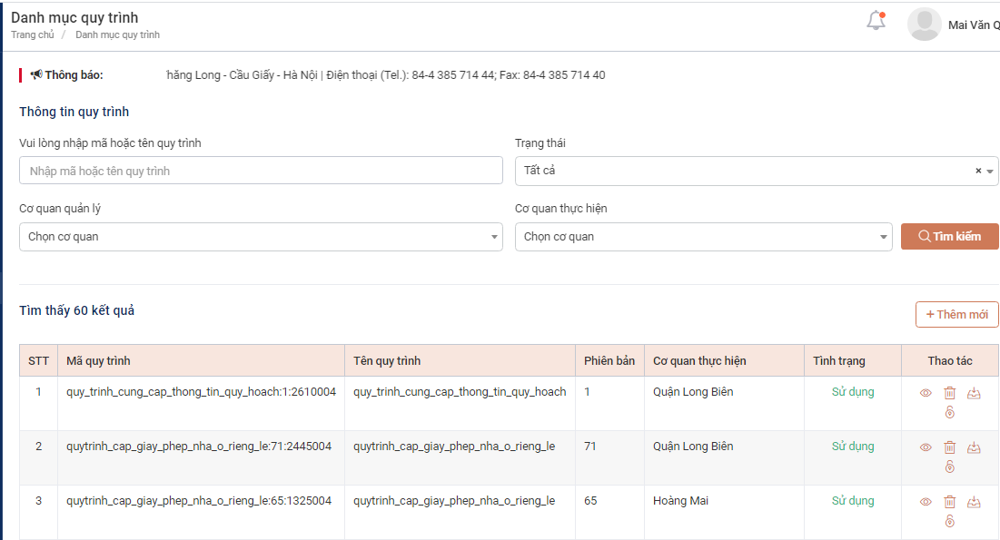 Danh mục quy trình
Trang chủ / Danh mục quy trình
Mai Văn Q
Thông báo: hăng Long - Cầu Giấy - Hà Nội | Điện thoại (Tel.): 84-4 385 714 44; Fax: 84-4 385 714 40
Thông tin quy trình
Vui lòng nhập mã hoặc tên quy trình Trạng thái
Nhập mã hoặc tên quy trình Tất cả ×
Cơ quan quản lý Cơ quan thực hiện
Chọn cơ quan Chọn cơ quan Tìm kiếm
Tìm thấy 60 kết quả
+ Thêm mới
STT Mã quy trình Tên quy trình Phiên bản Cơ quan thực hiện Tình trạng Thao tác
1 quy_trinh_cung_cap_thong_tin_quy_hoach:1:2610004 quy_trinh_cung_cap_thong_tin_quy_hoach 1 Quận Long Biên Sử dụng
2 quytrinh_cap_giay_phep_nha_o_rieng_le:71:2445004 quytrinh_cap_giay_phep_nha_o_rieng_le 71 Quận Long Biên Sử dụng
3 quytrinh_cap_giay_phep_nha_o_rieng_le:65:1325004 quytrinh_cap_giay_phep_nha_o_rieng_le 65 Hoàng Mai Sử dụng